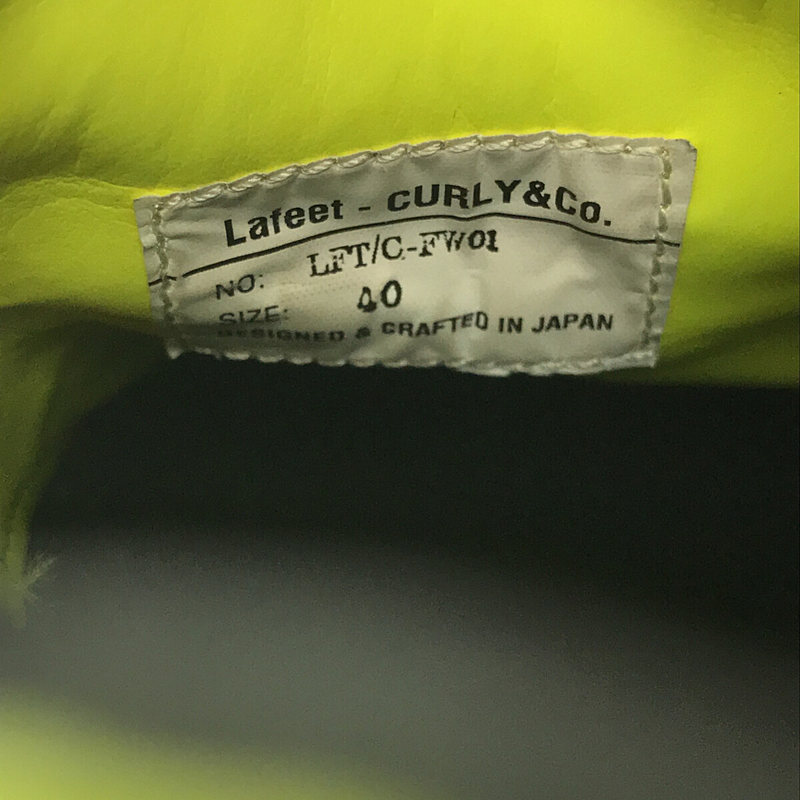 Lafeet - CURLY&Co.
NO: LFT/C-FW01
SIZE: 40
DESIGNED & CRAFTED IN JAPAN